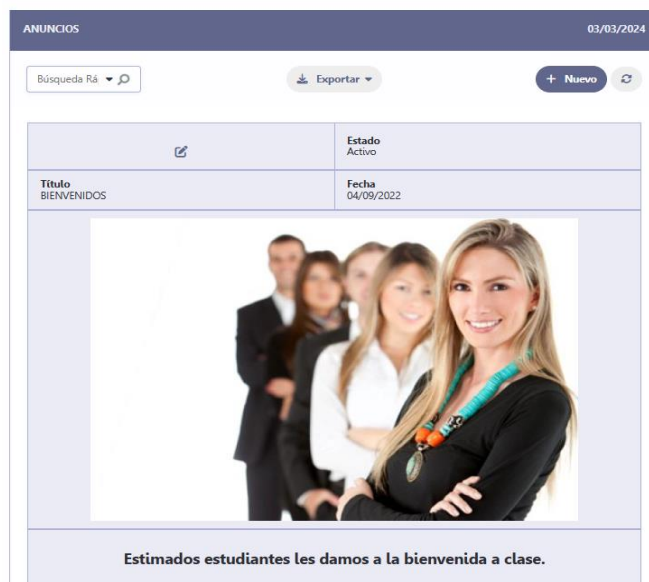 ANUNCIOS 03/03/2024
Búsqueda Rá Exportar + Nuevo
Estado
Activo
Título Fecha
BIENVENIDOS 04/09/2022
Estimados estudiantes les damos a la bienvenida a clase.